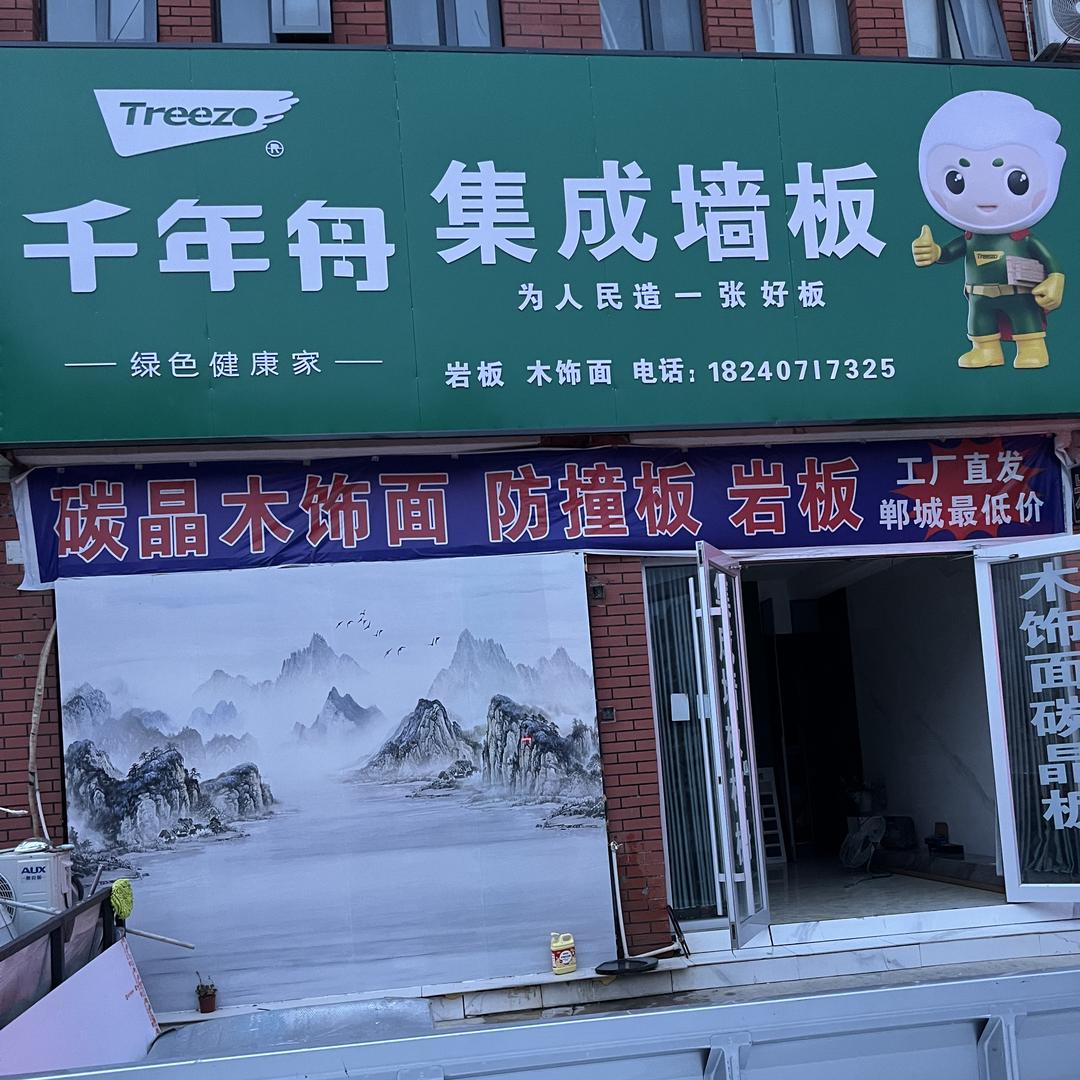 Treezo
®
千年舟
绿色健康家
集成墙板
为人民造一张好板
岩板 木饰面 电话:18240717325
Treezo
碳晶木饰面 防撞板 岩板
工厂直发
郸城最低价
木饰面碳晶板
AUX